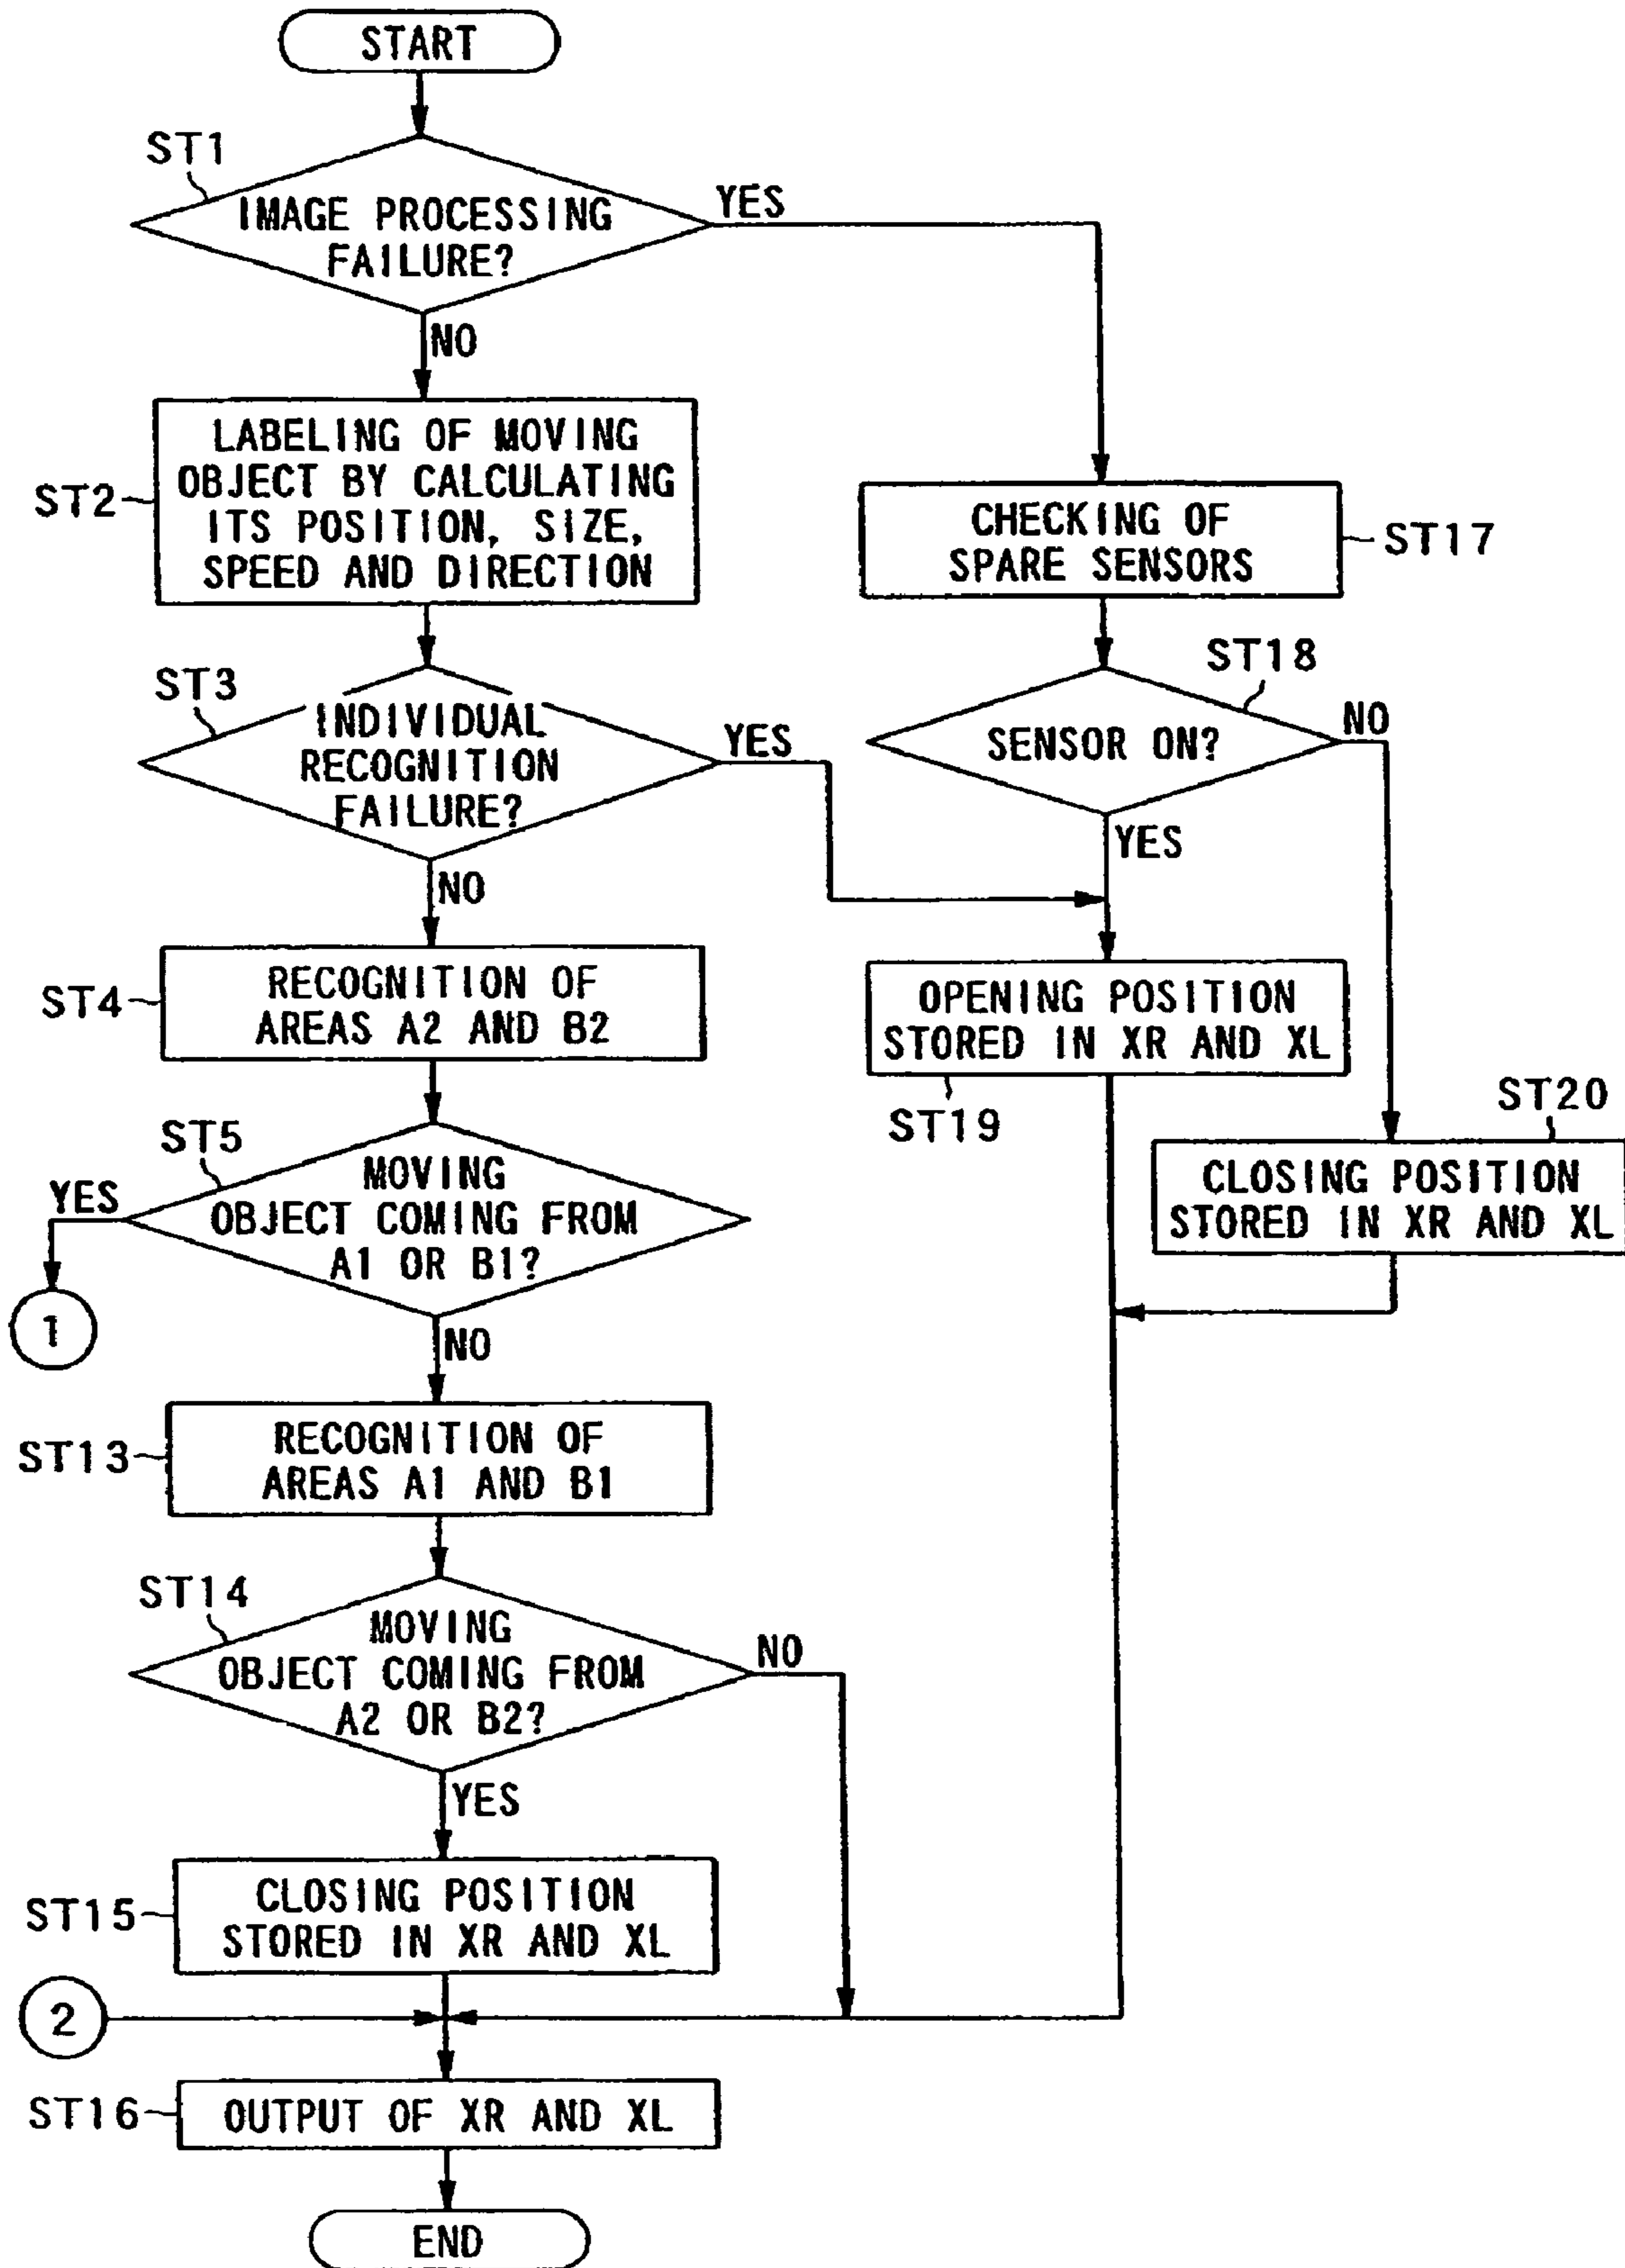 START
ST1
IMAGE PROCESSING
FAILURE?
YES
NO
ST2
LABELING OF MOVING
OBJECT BY CALCULATING
ITS POSITION, SIZE,
SPEED AND DIRECTION
CHECKING OF
SPARE SENSORS
ST17
ST3
INDIVIDUAL
RECOGNITION
FAILURE?
YES
NO
ST18
SENSOR ON?
NO
YES
ST4
RECOGNITION OF
AREAS A2 AND B2
OPENING POSITION
STORED IN XR AND XL
ST19
ST20
CLOSING POSITION
STORED IN XR AND XL
ST5
MOVING
OBJECT COMING FROM
A1 OR B1?
YES
1
NO
ST13
RECOGNITION OF
AREAS A1 AND B1
ST14
MOVING
OBJECT COMING FROM
A2 OR B2?
NO
YES
ST15
CLOSING POSITION
STORED IN XR AND XL
2
ST16
OUTPUT OF XR AND XL
END